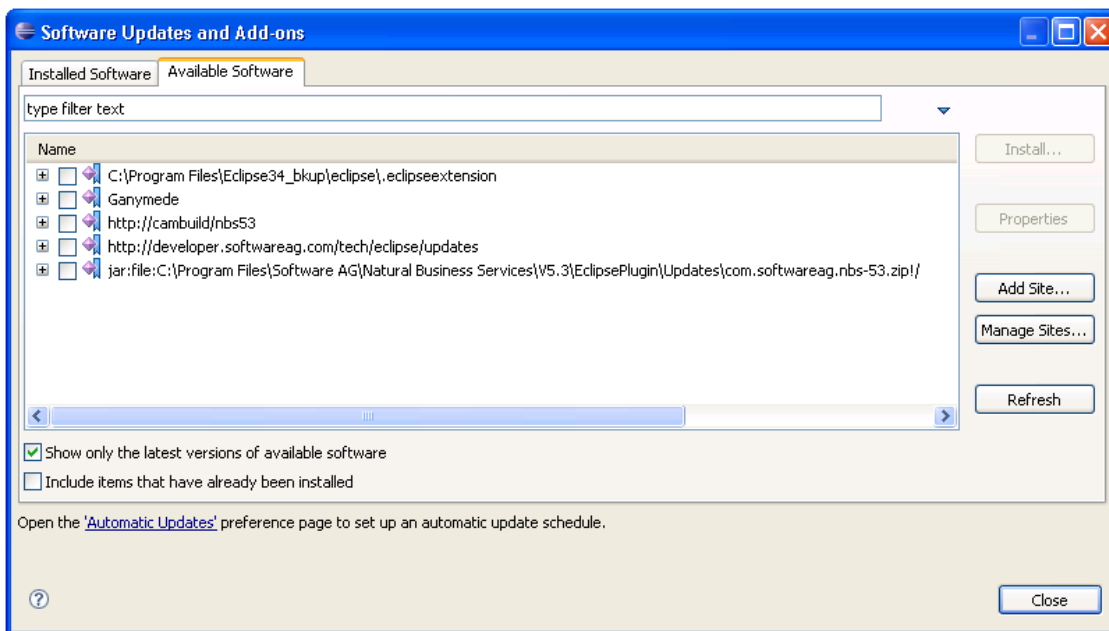 Software Updates and Add-ons
Installed Software
Available Software
type filter text
Name
Install...
C:\Program Files\Eclipse34_bkup\eclipse\.eclipseextension
Ganymede
Properties
http://cambuild/nbs53
http://developer.softwareag.com/tech/eclipse/updates
jar:file:C:\Program Files\Software AG\Natural Business Services\V5.3\EclipsePlugin\Updates\com.softwareag.nbs-53.zip!/
Add Site...
Manage Sites...
Refresh
Show only the latest versions of available software
Include items that have already been installed
Open the 'Automatic Updates' preference page to set up an automatic update schedule.
?
Close